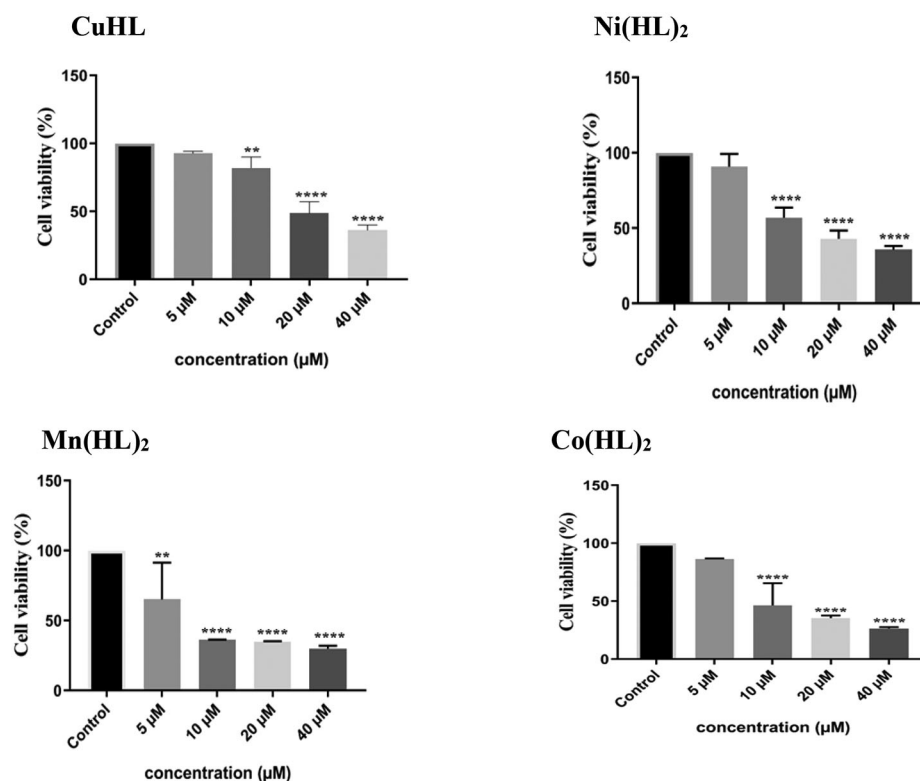 CuHL
Cell viability (%)
150
100
50
0
**
****
****
Control
5 µM
10 µM
20 µM
40 µM
concentration (µM)
Ni(HL)₂
Cell viability (%)
150
100
50
0
****
****
****
Control
5 µM
10 µM
20 µM
40 µM
concentration (µM)
Mn(HL)₂
Cell viability (%)
150
100
50
0
**
****
****
****
Control
5 µM
10 µM
20 µM
40 µM
concentration (µM)
Co(HL)₂
Cell viability (%)
150
100
50
0
****
****
****
Control
5 µM
10 µM
20 µM
40 µM
concentration (µM)